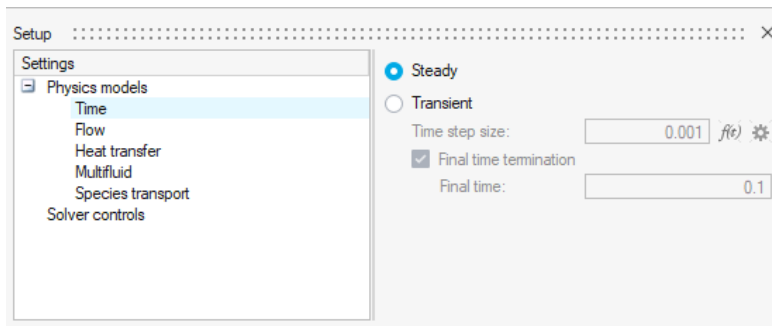 Setup
Settings
Physics models
Time
Flow
Heat transfer
Multifluid
Species transport
Solver controls
Steady
Transient
Time step size: 0.001 f(t)
Final time termination
Final time: 0.1